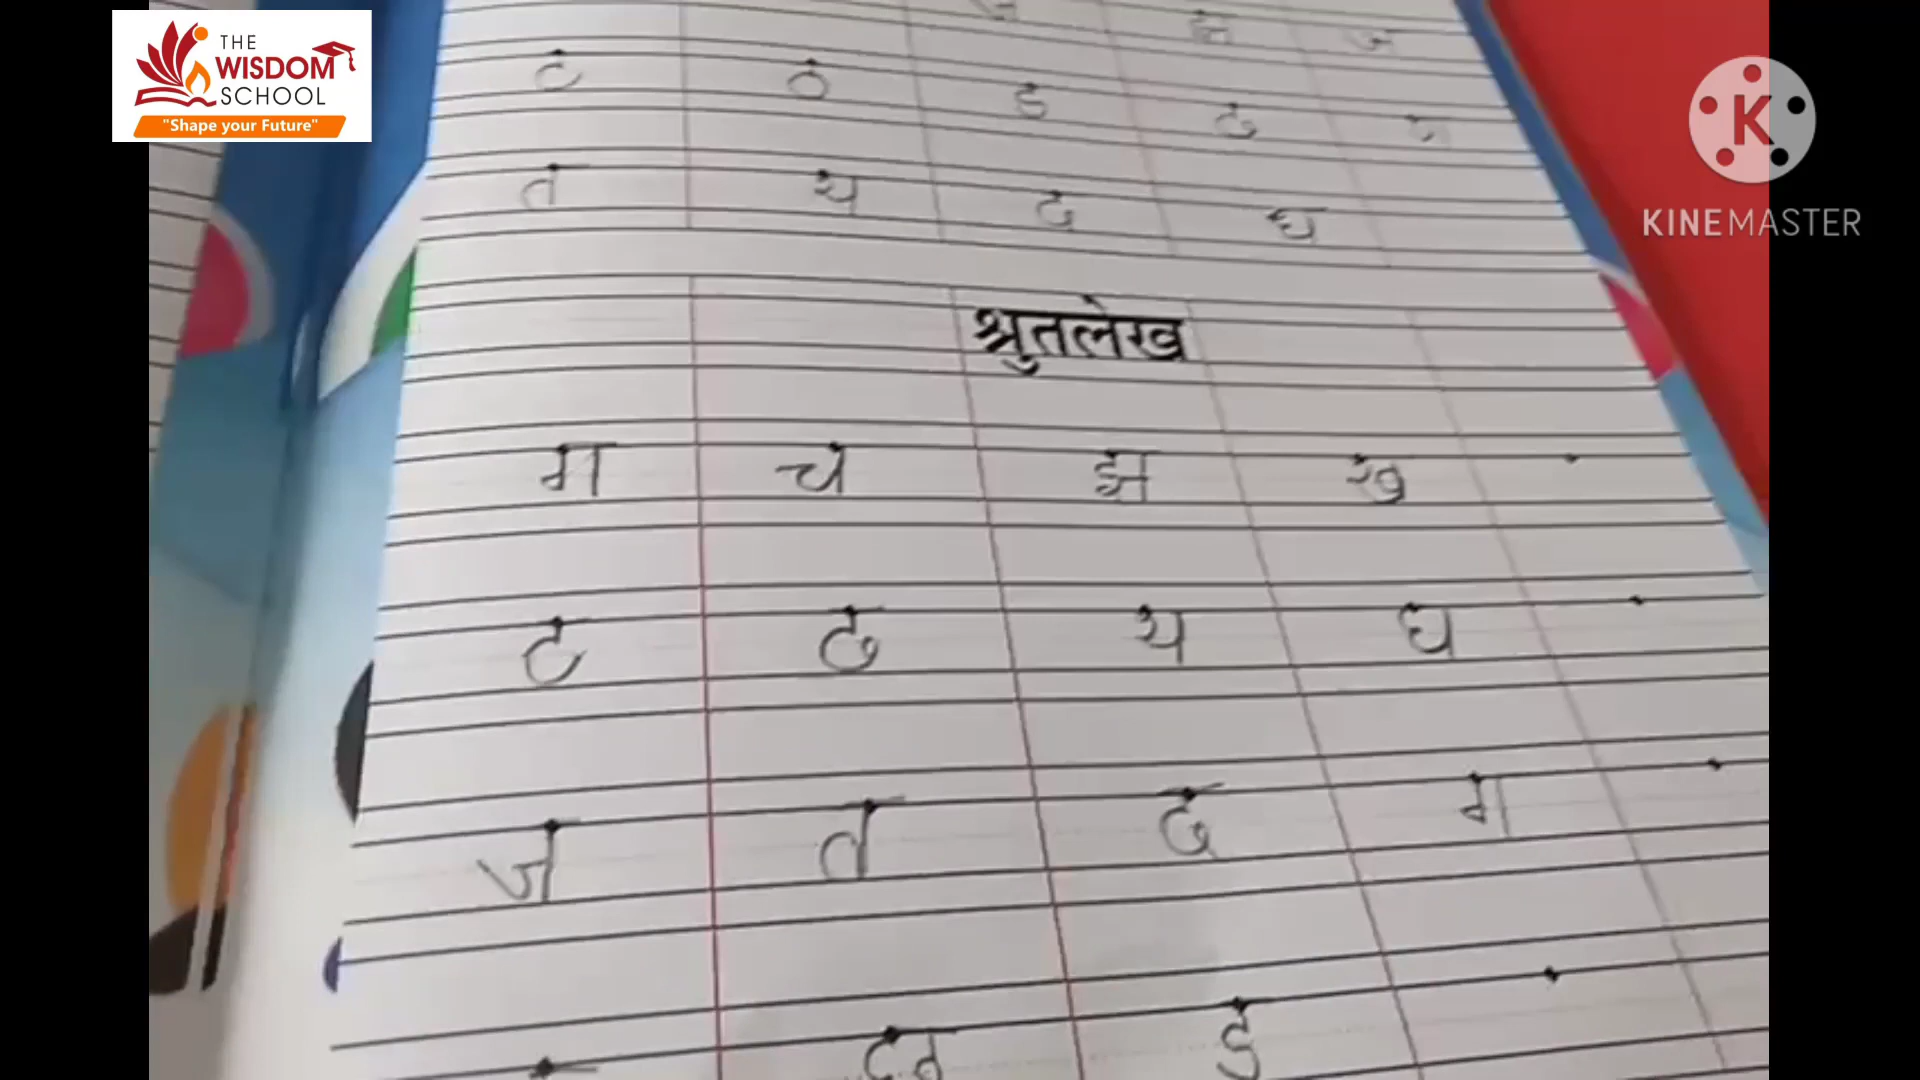 THE
WISDOM
SCHOOL
"Shape your Future"
K
KINEMASTER
ट ठ ड ढ
त थ द ध
श्रुतलेख
ग च झ ख
ट ढ थ घ
ज त द ग
ड